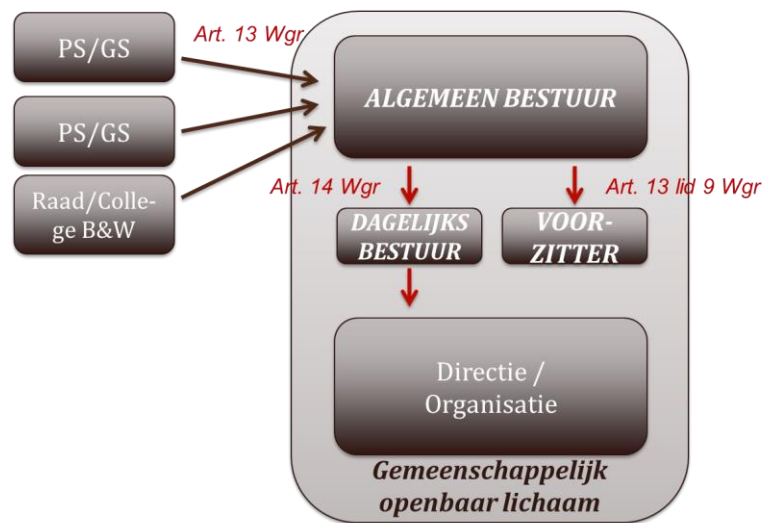 PS/GS
Art. 13 Wgr
PS/GS
Raad/Colle-
ge B&W
ALGEMEEN BESTUUR
Art. 14 Wgr
Art. 13 lid 9 Wgr
DAGELIJKS
BESTUUR
VOOR-
ZITTER
Directie /
Organisatie
Gemeenschappelijk
openbaar lichaam